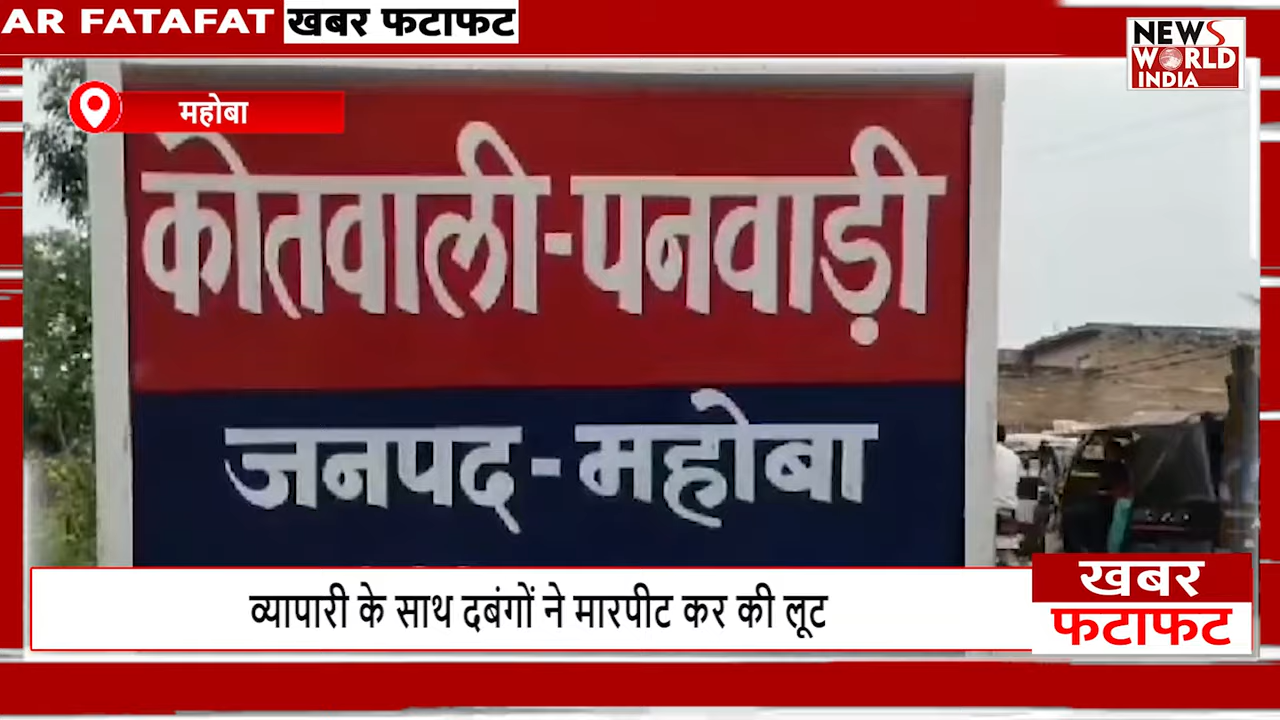 AR FATAFAT खबर फटाफट
NEWS
WORLD
INDIA
महोबा
कोतवाली-पनवाड़ी
जनपद-महोबा
व्यापारी के साथ दबंगों ने मारपीट कर की लूट
खबर
फटाफट